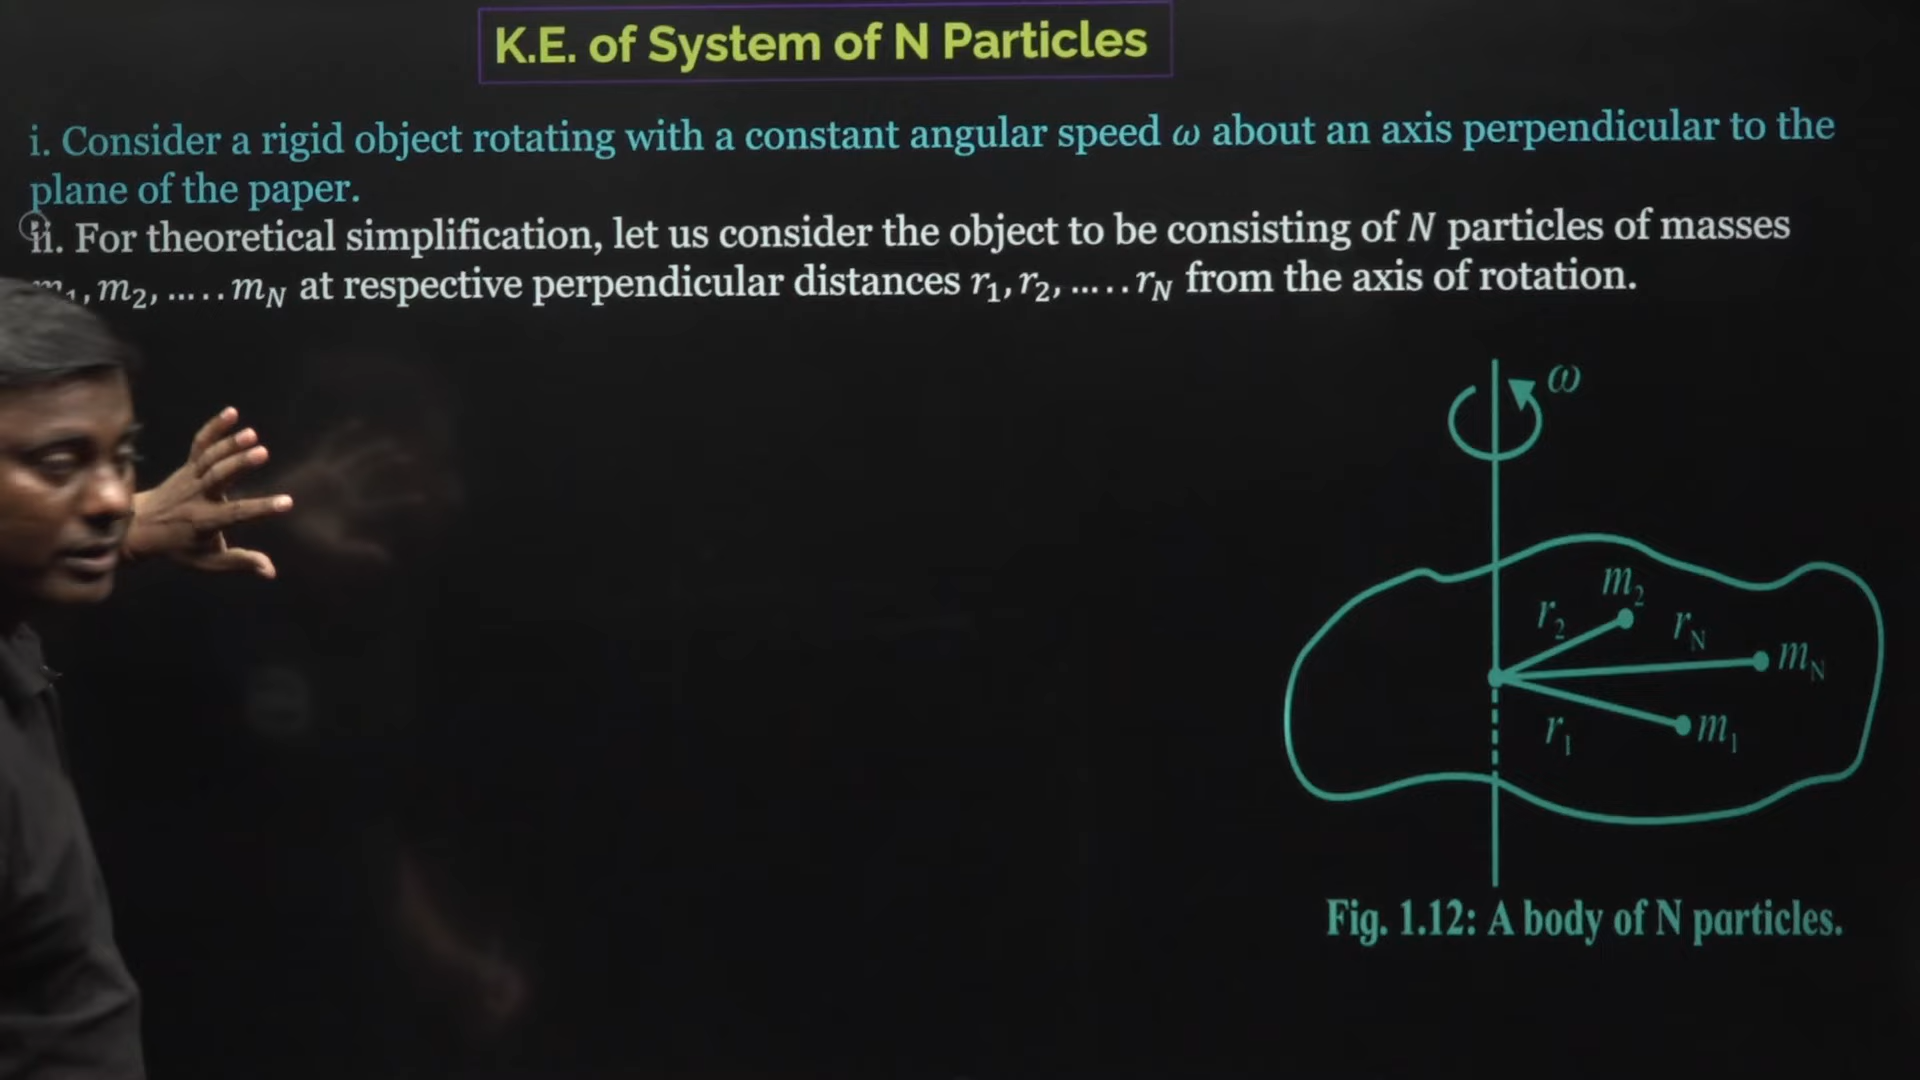 K.E. of System of N Particles
i. Consider a rigid object rotating with a constant angular speed ω about an axis perpendicular to the
plane of the paper.
ii. For theoretical simplification, let us consider the object to be consisting of N particles of masses
m₁, m₂, ..... m_N at respective perpendicular distances r₁, r₂, ..... r_N from the axis of rotation.
ω
m₂
r₂
r_N
m_N
r₁
m₁
Fig. 1.12: A body of N particles.